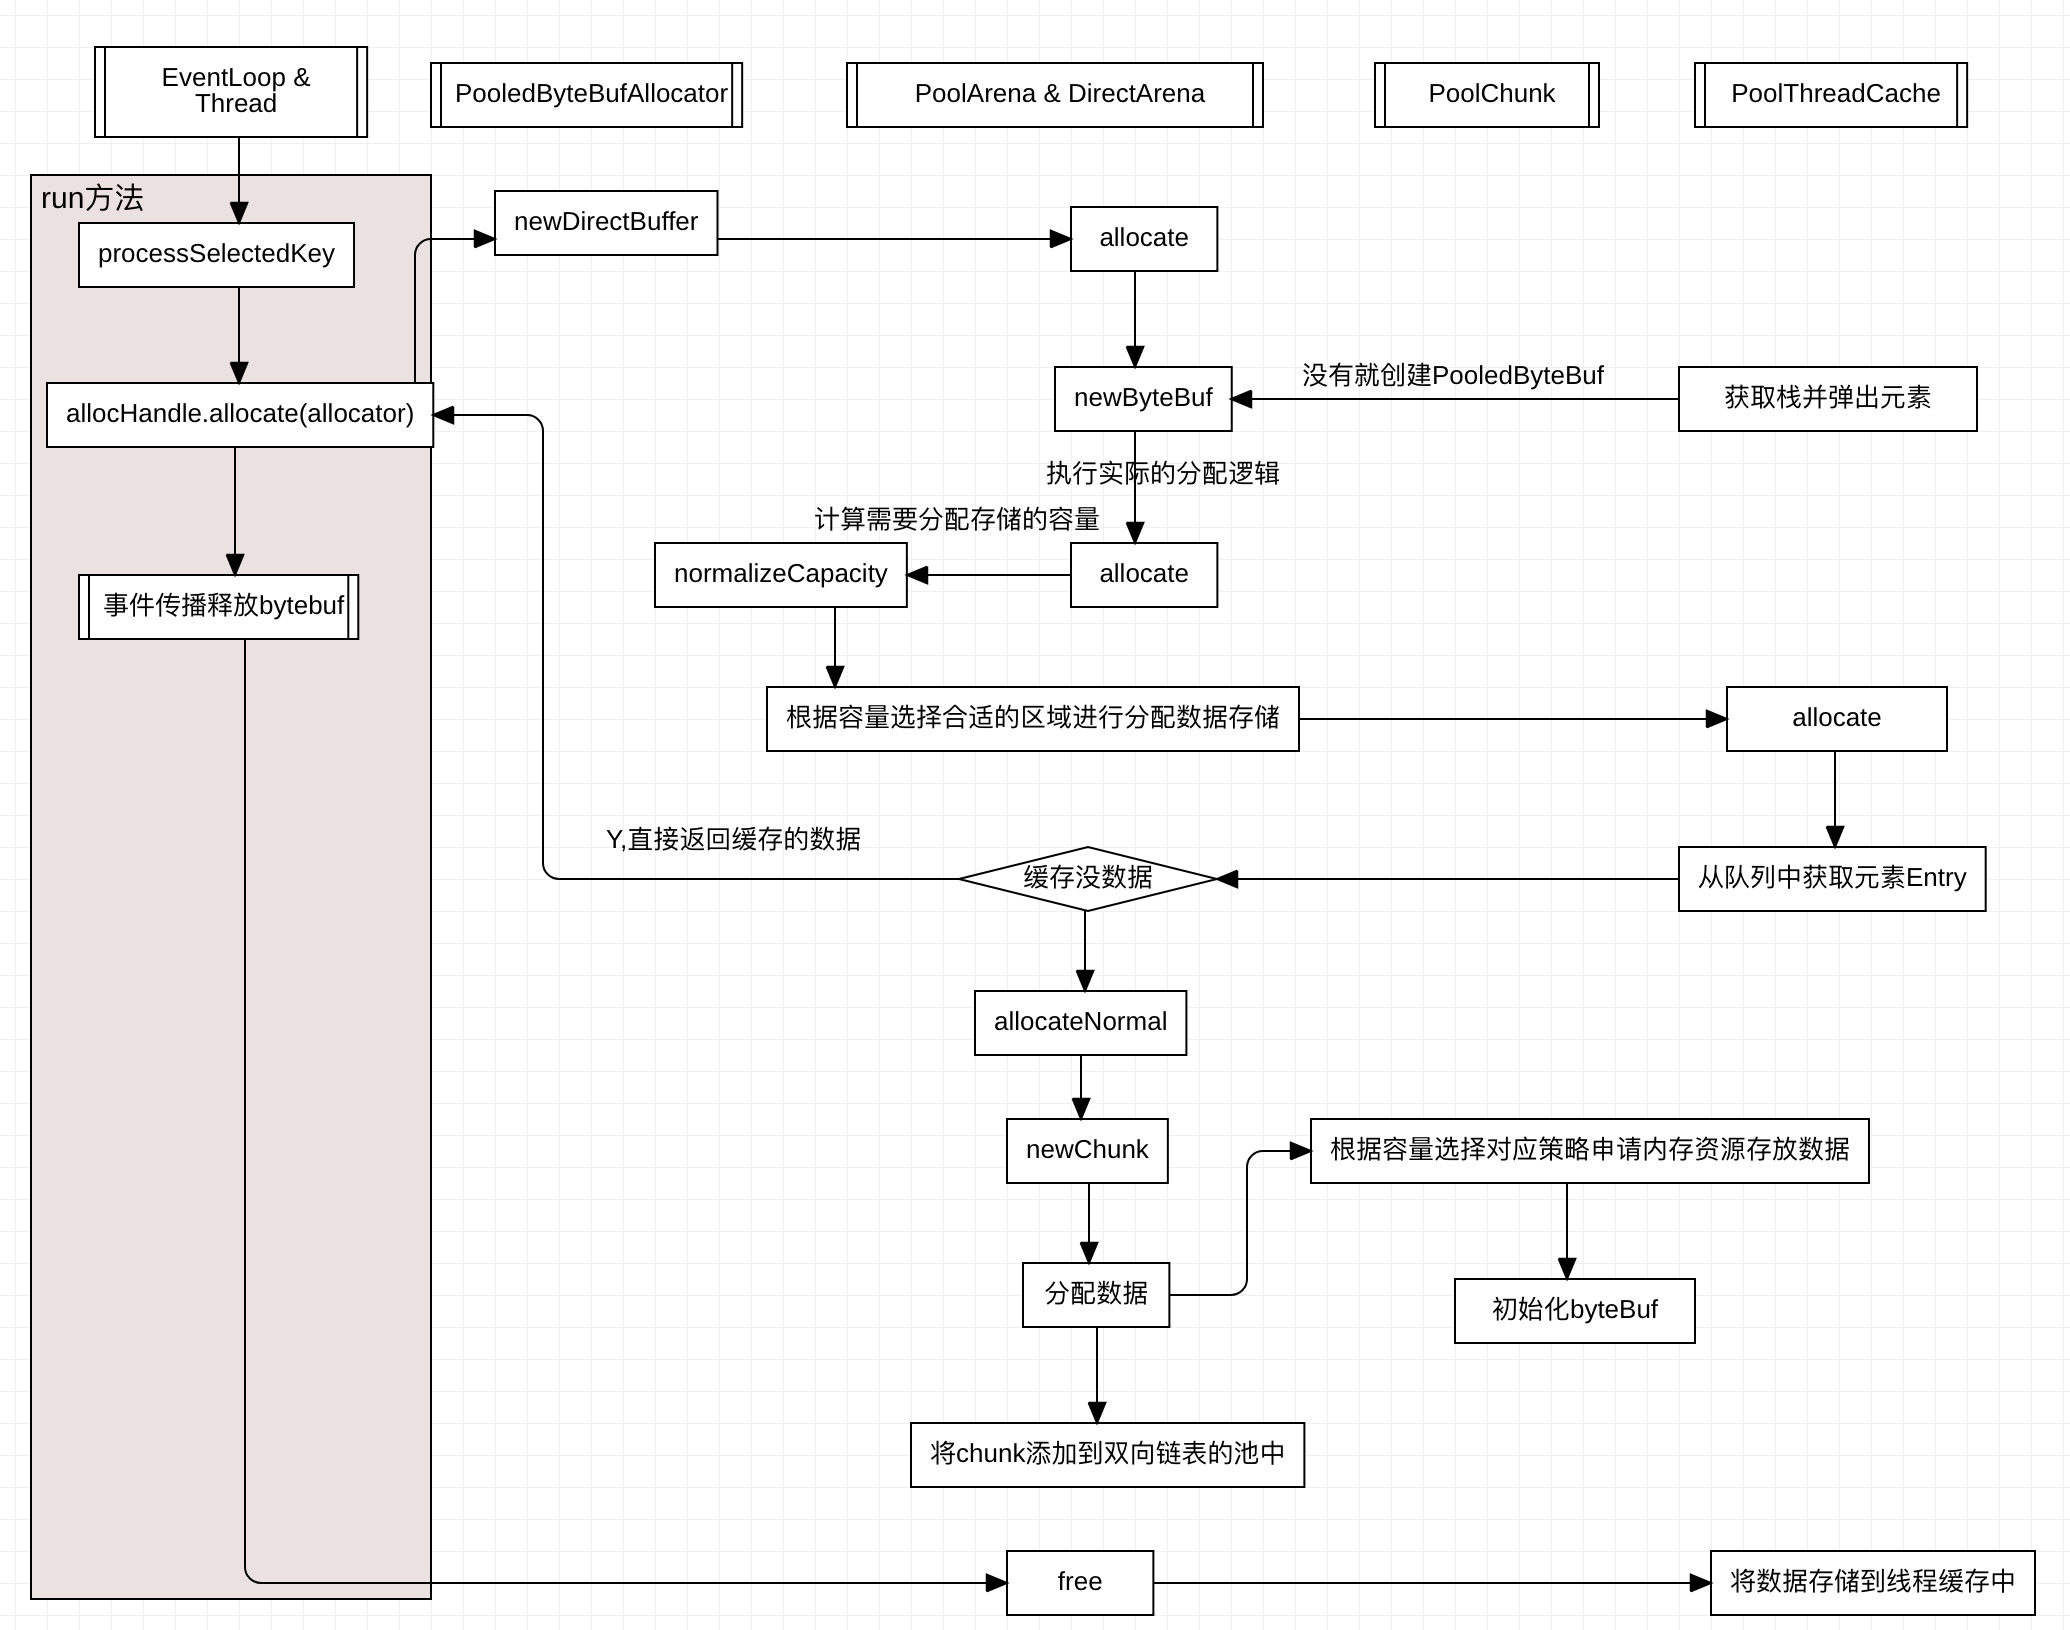 EventLoop &
Thread
PooledByteBufAllocator
PoolArena & DirectArena
PoolChunk
PoolThreadCache
run方法
processSelectedKey
newDirectBuffer
allocate
allocHandle.allocate(allocator)
newByteBuf
没有就创建PooledByteBuf
获取栈并弹出元素
执行实际的分配逻辑
计算需要分配存储的容量
normalizeCapacity
allocate
事件传播释放bytebuf
根据容量选择合适的区域进行分配数据存储
allocate
Y,直接返回缓存的数据
缓存没数据
从队列中获取元素Entry
allocateNormal
newChunk
根据容量选择对应策略申请内存资源存放数据
分配数据
初始化byteBuf
将chunk添加到双向链表的池中
free
将数据存储到线程缓存中